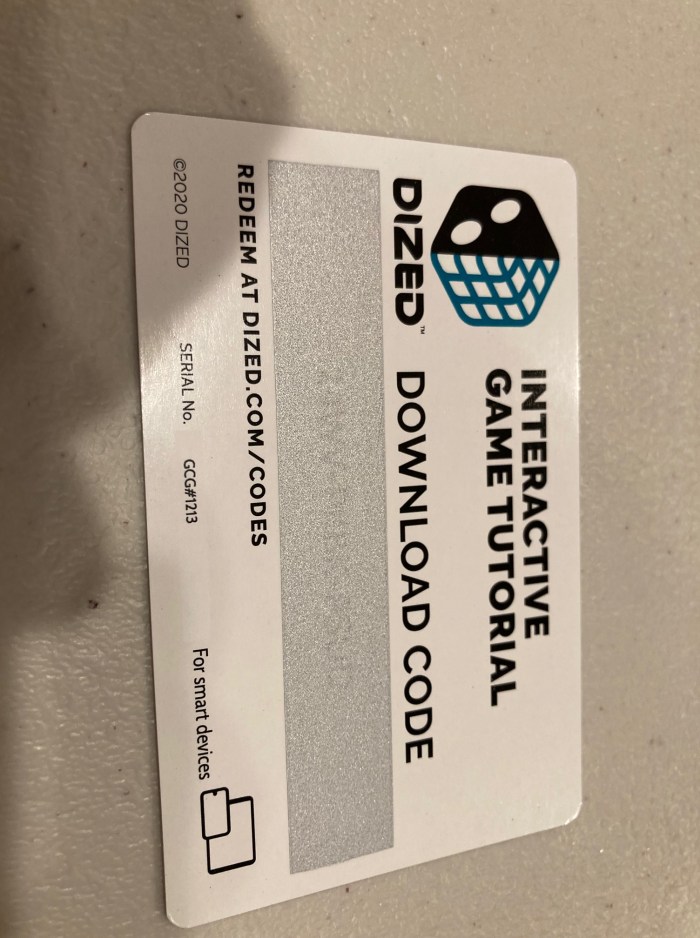 INTERACTIVE
GAME TUTORIAL
DIZED™ DOWNLOAD CODE
REDEEM AT DIZED.COM/CODES
©2020 DIZED SERIAL No. GCG#1213 For smart devices